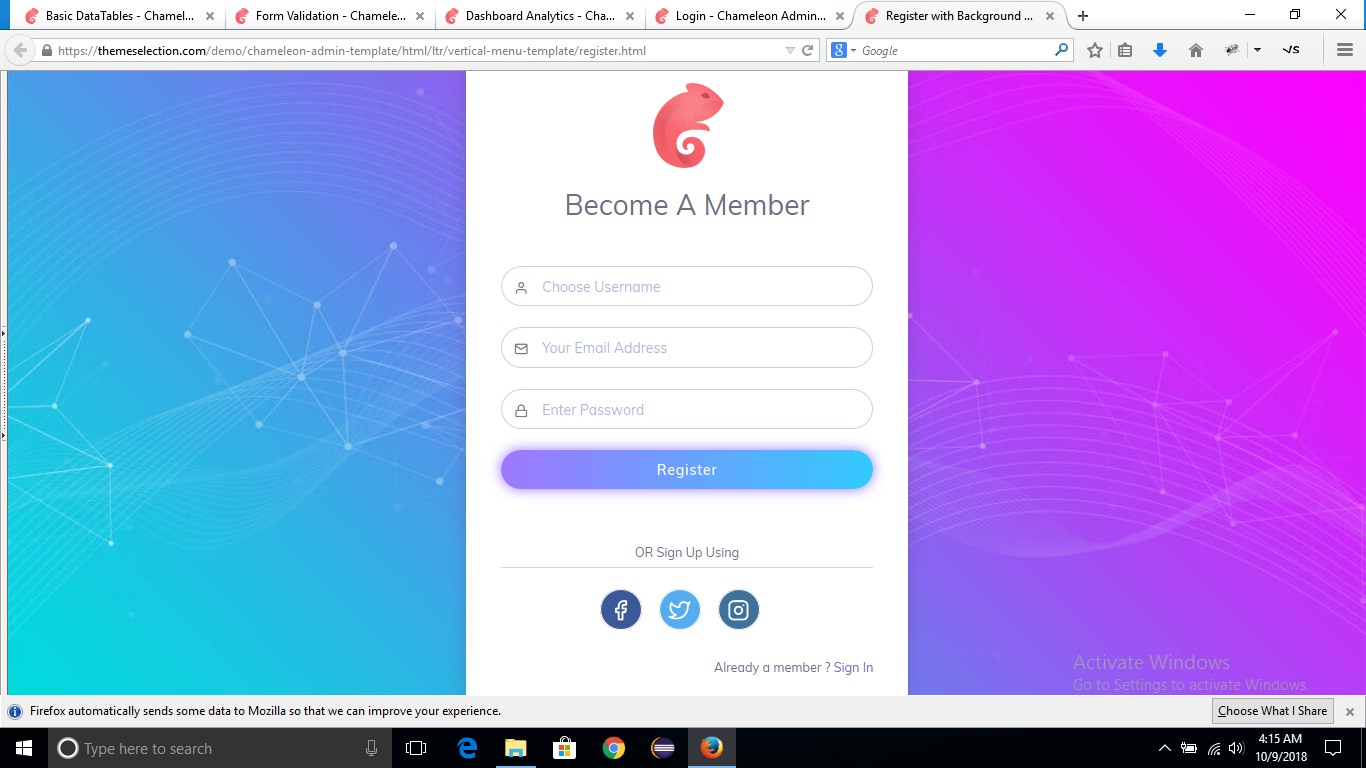 Basic DataTables - Chamel...
Form Validation - Chamele...
Dashboard Analytics - Cha...
Login - Chameleon Admin...
Register with Background ...
https://themeselection.com/demo/chameleon-admin-template/html/ltr/vertical-menu-template/register.html
Google
Become A Member
Choose Username
Your Email Address
Enter Password
Register
OR Sign Up Using
Already a member ? Sign In
Activate Windows
Go to Settings to activate Windows.
Firefox automatically sends some data to Mozilla so that we can improve your experience.
Choose What I Share
Type here to search
4:15 AM
10/9/2018